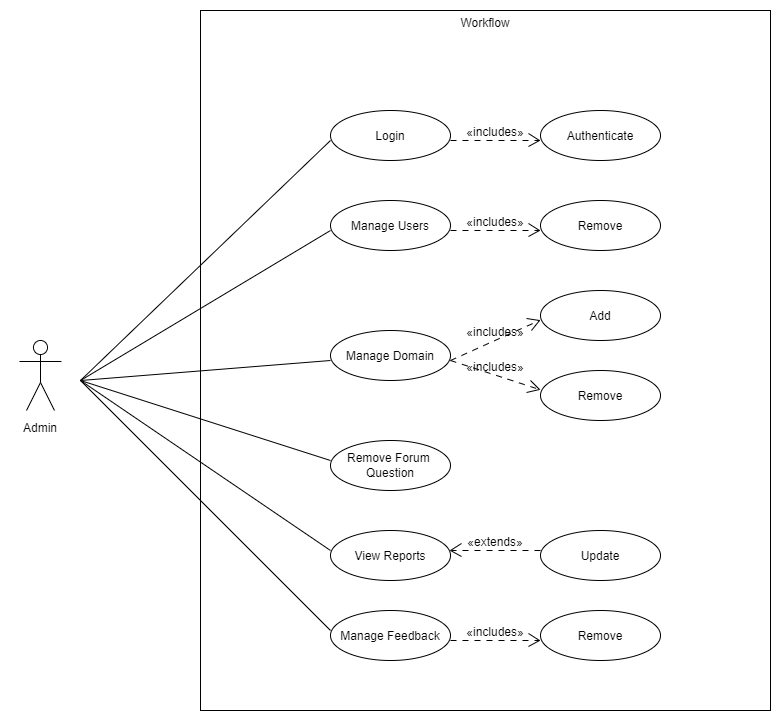 Workflow
Login
«includes»
Authenticate
Manage Users
«includes»
Remove
Manage Domain
«includes»
Add
«includes»
Remove
Admin
Remove Forum
Question
View Reports
«extends»
Update
Manage Feedback
«includes»
Remove